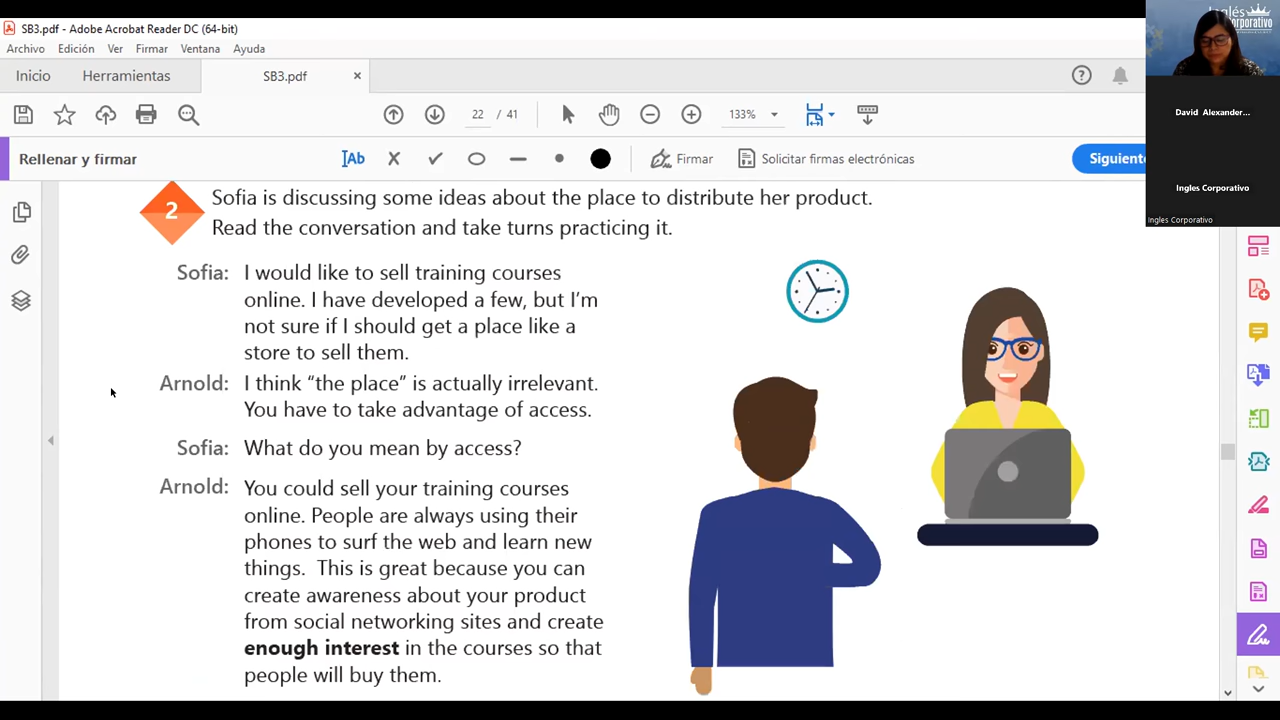 SB3.pdf - Adobe Acrobat Reader DC (64-bit)
Archivo Edición Ver Firmar Ventana Ayuda
Inicio Herramientas SB3.pdf ×
22 / 41 133%
Rellenar y firmar Ab Firmar Solicitar firmas electrónicas Siguiente
Inglés
Corporativo
David Alexander...
Ingles Corporativo
Ingles Corporativo
2
Sofia is discussing some ideas about the place to distribute her product.
Read the conversation and take turns practicing it.
Sofia: I would like to sell training courses
online. I have developed a few, but I’m
not sure if I should get a place like a
store to sell them.
Arnold: I think “the place” is actually irrelevant.
You have to take advantage of access.
Sofia: What do you mean by access?
Arnold: You could sell your training courses
online. People are always using their
phones to surf the web and learn new
things. This is great because you can
create awareness about your product
from social networking sites and create
enough interest in the courses so that
people will buy them.